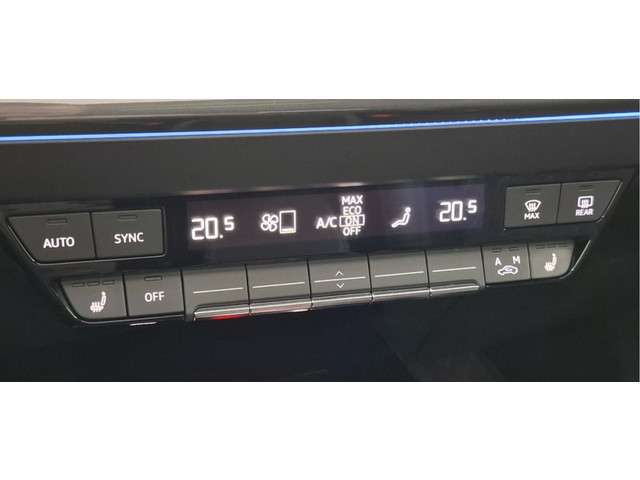 MAX
ECO
20.5 A/C ON 20.5
OFF
MAX
REAR
AUTO
SYNC
OFF
A M